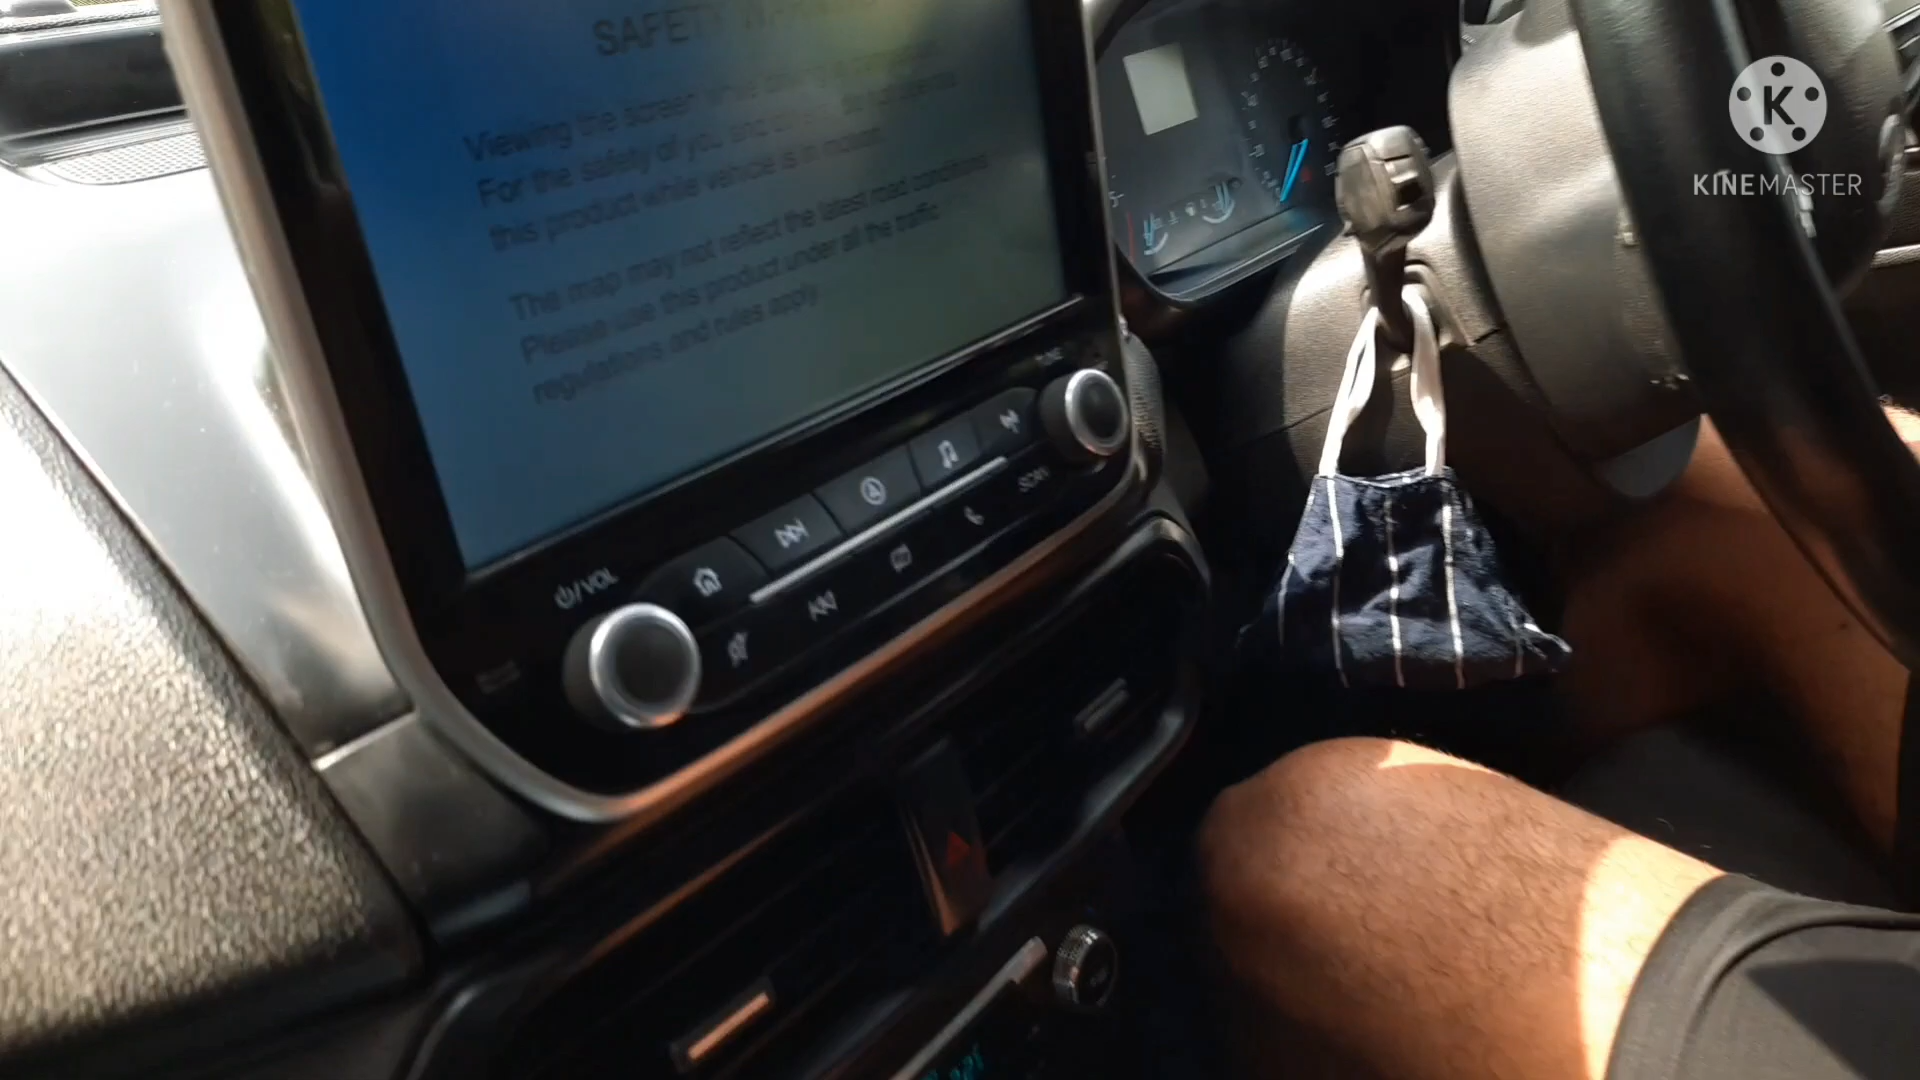 SAFETY
Viewing the screen
For the safety of you and
this product while vehicle is in motion
The map may not reflect the latest road conditions
Please use this product under all the traffic
regulations and rules apply
TUNE
SCAN
/VOL
K
KINEMASTER